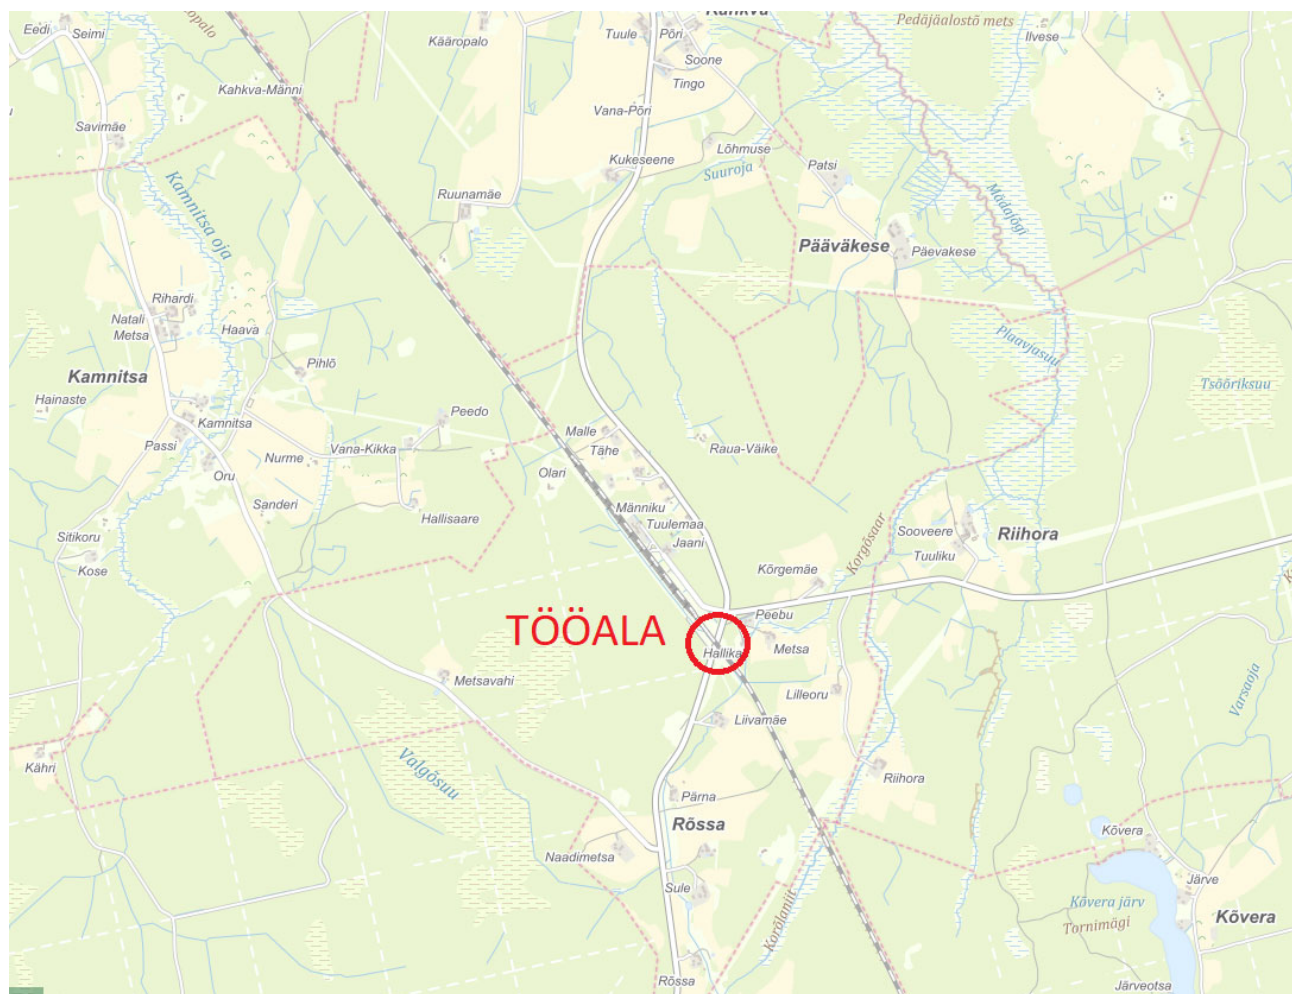 Eedi
Seimi
Kääropalo
Tuule
Põri
Soone
Tingo
Pedäjäalostõ mets
Ilvese
Kahkva-Männi
Vana-Põri
Savimäe
Lõhmuse
Kukeseene
Suuroja
Patsi
Kamnitsa oja
Ruunamäe
Mädajõgi
Pääväkese
Päevakese
Rihardi
Natali
Metsa
Haava
Plaavjasuu
Pihlõ
Kamnitsa
Tsõõriksuu
Hainaste
Peedo
Kamnitsa
Malle
Passi
Vana-Kikka
Tähe
Raua-Väike
Nurme
Olari
Oru
Sanderi
Männiku
Hallisaare
Tuulemaa
Sooveere
Riihora
Sitikoru
Jaani
Korgõsaar
Tuuliku
Kose
Kõrgemäe
TÖÖALA
Peebu
Hallika
Metsa
Metsavahi
Lilleoru
Varsaoja
Liivamäe
Kähri
Valgõsuu
Riihora
Pärna
Rõssa
Kõvera
Naadimetsa
Järve
Sule
Kõvera järv
Kõvera
Tornimägi
Korõlaniit
Rõssa
Järveotsa